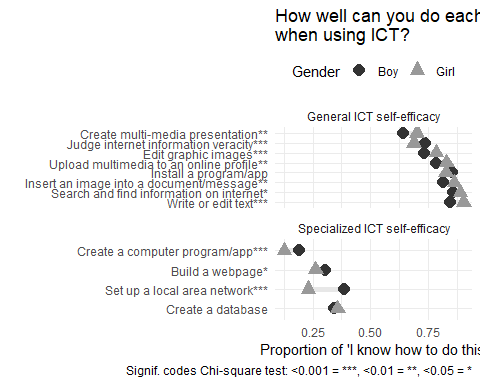 How well can you do each
when using ICT?
Gender Boy Girl
General ICT self-efficacy
Create multi-media presentation**
Judge internet information veracity***
Edit graphic images***
Upload multimedia to an online profile**
Install a program/app
Insert an image into a document/message**
Search and find information on internet*
Write or edit text***
Specialized ICT self-efficacy
Create a computer program/app***
Build a webpage*
Set up a local area network***
Create a database
0.25 0.50 0.75
Proportion of 'I know how to do this
Signif. codes Chi-square test: <0.001 = ***, <0.01 = **, <0.05 = *